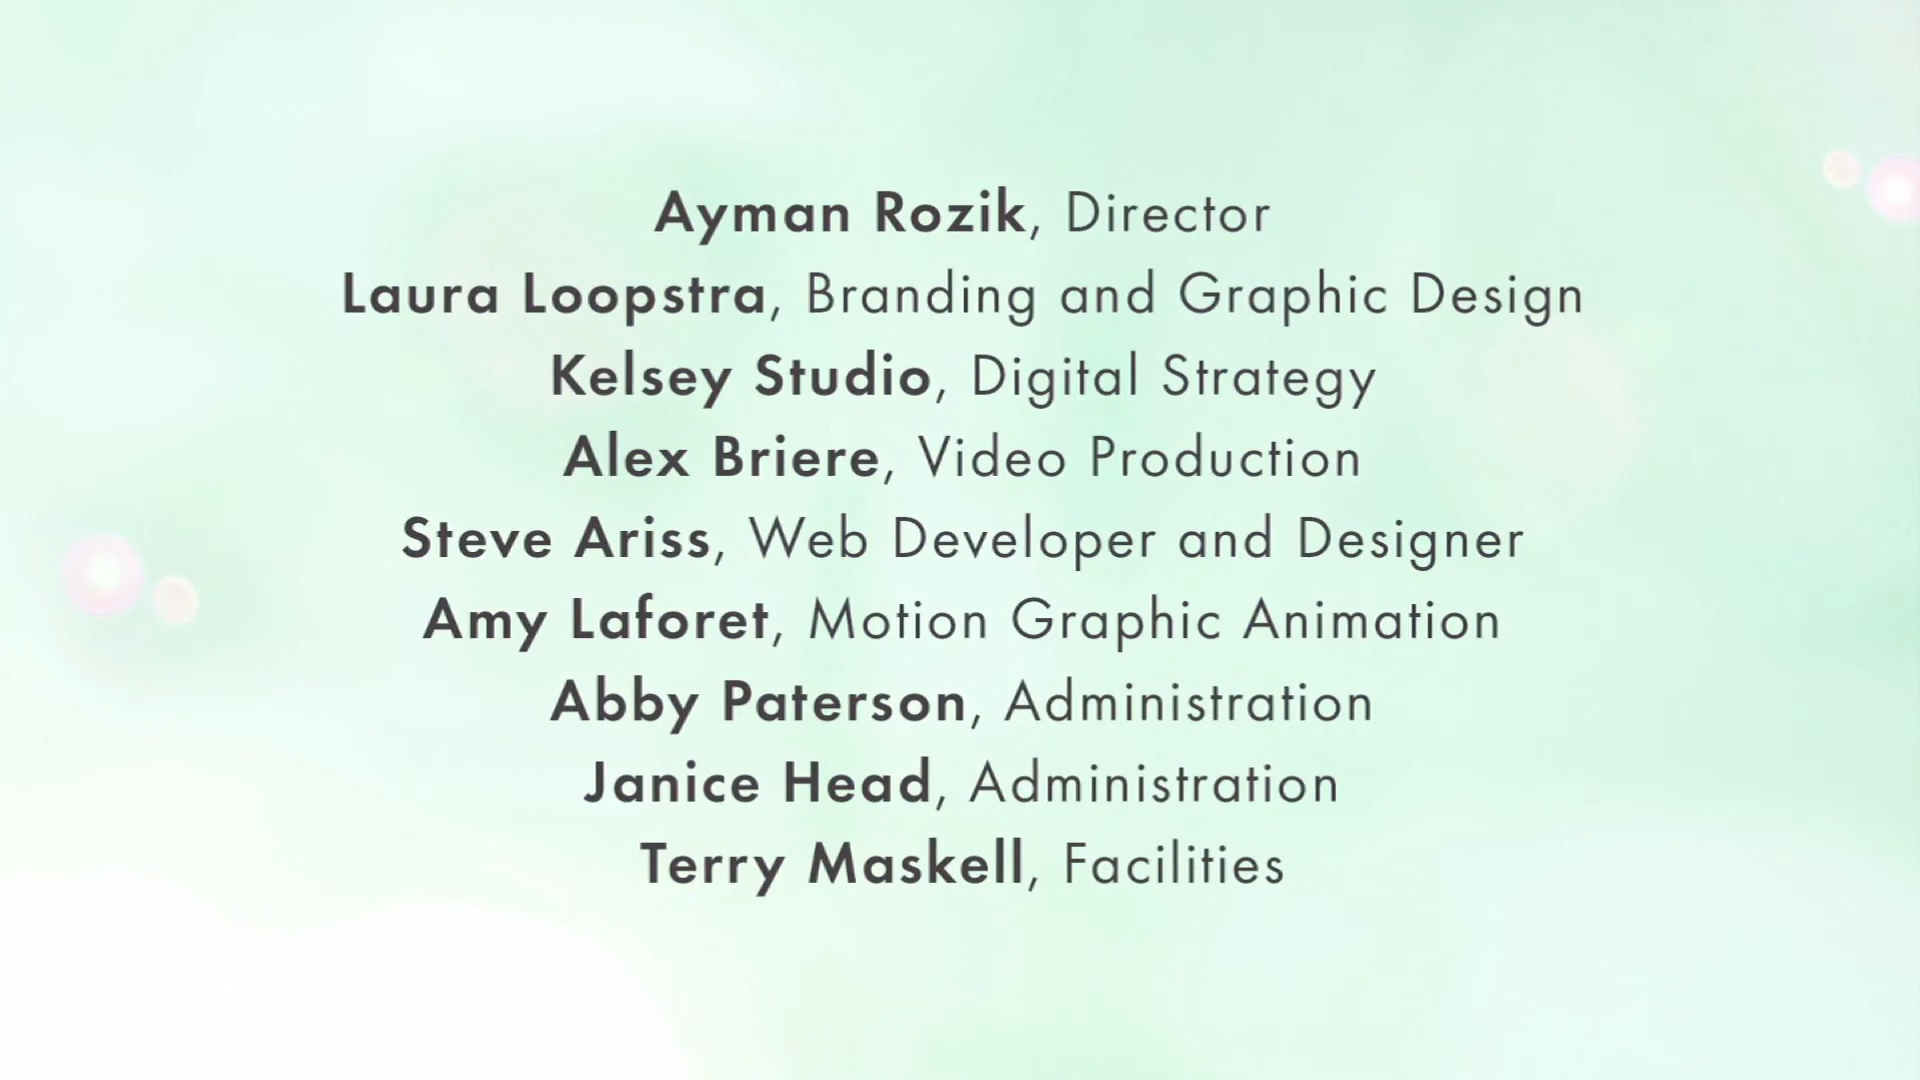 Ayman Rozik, Director
Laura Loopstra, Branding and Graphic Design
Kelsey Studio, Digital Strategy
Alex Briere, Video Production
Steve Ariss, Web Developer and Designer
Amy Laforet, Motion Graphic Animation
Abby Paterson, Administration
Janice Head, Administration
Terry Maskell, Facilities